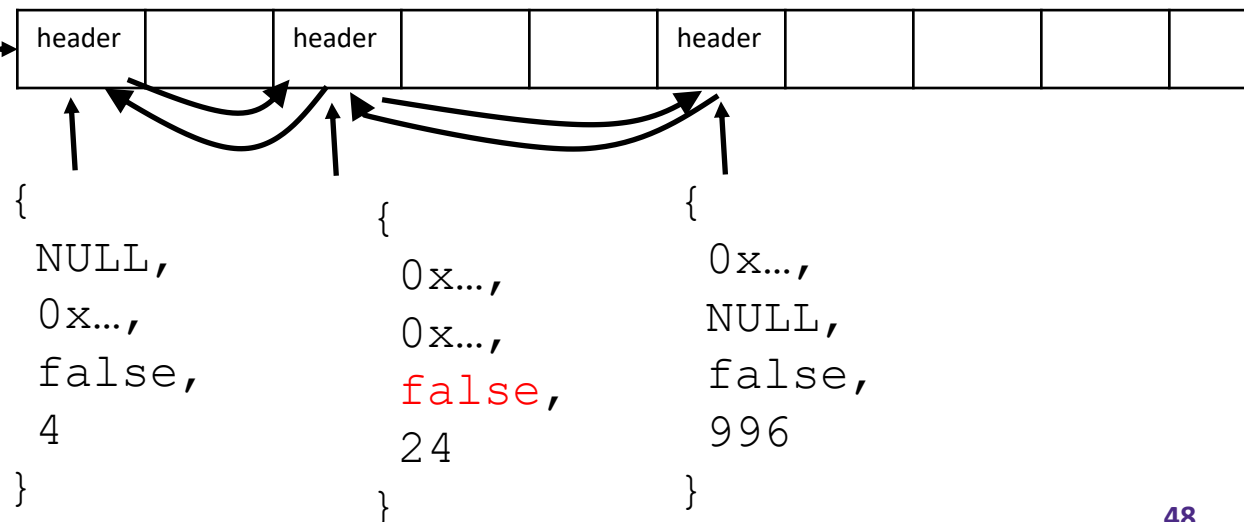 header header header
{
NULL,
0x…,
false,
4
}
{
0x…,
0x…,
false,
24
}
{
0x…,
NULL,
false,
996
}
48